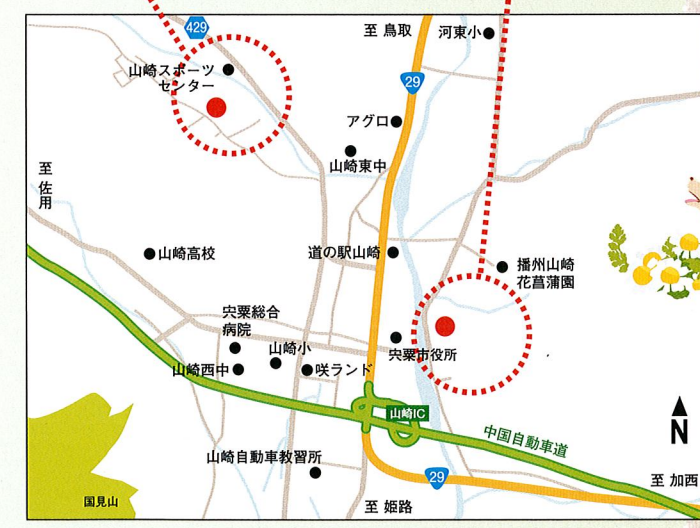 429
至 鳥取
河東小
山崎スポーツ
センター
29
アグロ
山崎東中
至
佐
用
山崎高校
道の駅山崎
播州山崎
花菖蒲園
宍粟総合
病院
山崎小
宍粟市役所
山崎西中
咲ランド
山崎IC
中国自動車道
N
山崎自動車教習所
29
至 加西
国見山
至 姫路